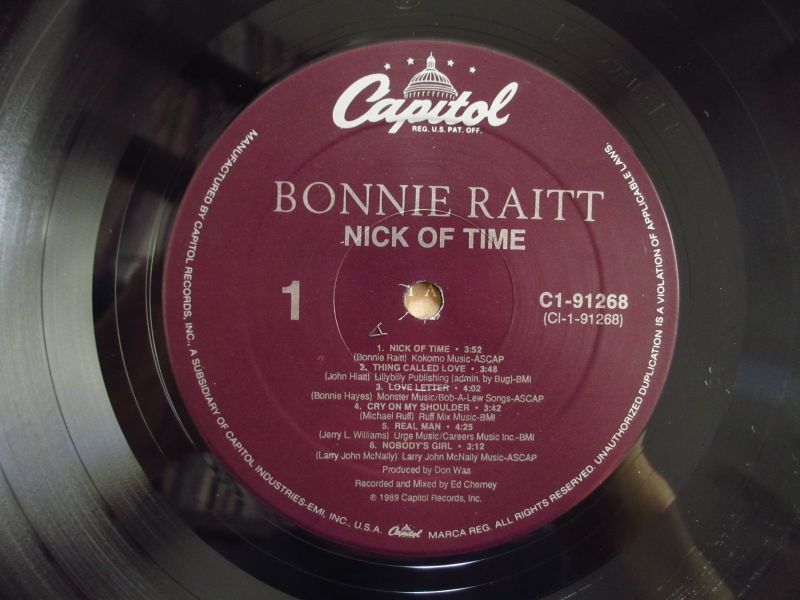 Capitol
REG. U.S. PAT. OFF.
BONNIE RAITT
NICK OF TIME
1
C1-91268
(Cl-1-91268)
1. NICK OF TIME • 3:52
(Bonnie Raitt) Kokomo Music-ASCAP
2. THING CALLED LOVE • 3:48
(John Hiatt) Lillybilly Publishing (admin. by Bug)-BMI
3. LOVE LETTER • 4:02
(Bonnie Hayes) Monster Music/Bob-A-Lew Songs-ASCAP
4. CRY ON MY SHOULDER • 3:42
(Michael Ruff) Ruff Mix Music-BMI
5. REAL MAN • 4:25
(Jerry L. Williams) Urge Music/Careers Music Inc.-BMI
6. NOBODY'S GIRL • 3:12
(Larry John McNally) Larry John McNally Music-ASCAP
Produced by Don Was
Recorded and Mixed by Ed Cherney
℗ 1989 Capitol Records, Inc.
MANUFACTURED BY CAPITOL RECORDS, INC., A SUBSIDIARY OF CAPITOL INDUSTRIES-EMI, INC., U.S.A. Capitol MARCA REG. ALL RIGHTS RESERVED. UNAUTHORIZED DUPLICATION IS A VIOLATION OF APPLICABLE LAWS.